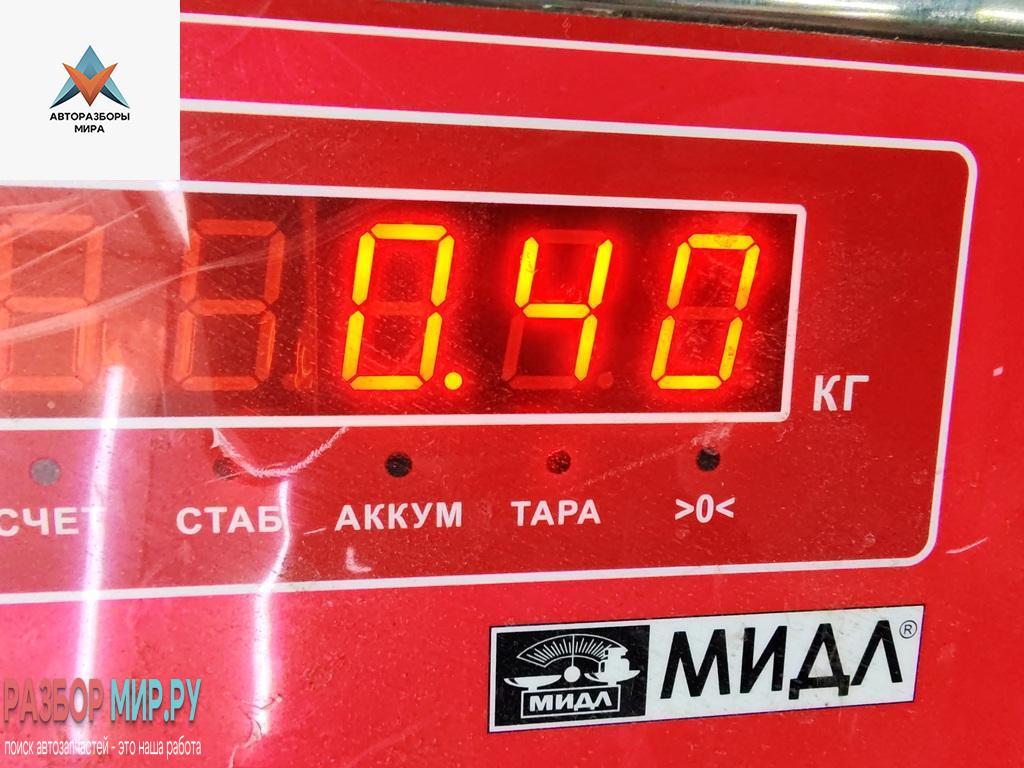 АВТОРАЗБОРЫ
МИРА
0.40
КГ
СЧЕТ СТАБ АККУМ ТАРА >0<
МИДЛ МИДЛ®
РАЗБОР МИР.РУ
поиск автозапчастей - это наша работа